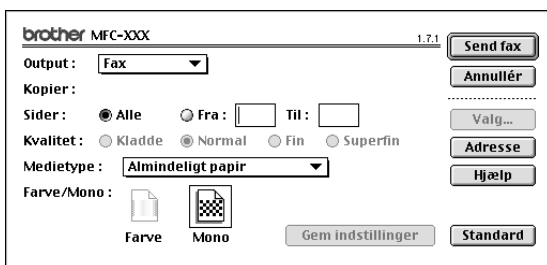 brother MFC-XXX 1.7.1
Send fax
Output : Fax
Annullér
Kopier :
Sider : Alle Fra : Til :
Valg...
Kvalitet : Kladde Normal Fin Superfin
Adresse
Medietype : Almindeligt papir
Hjælp
Farve/Mono :
Farve Mono
Gem indstillinger
Standard